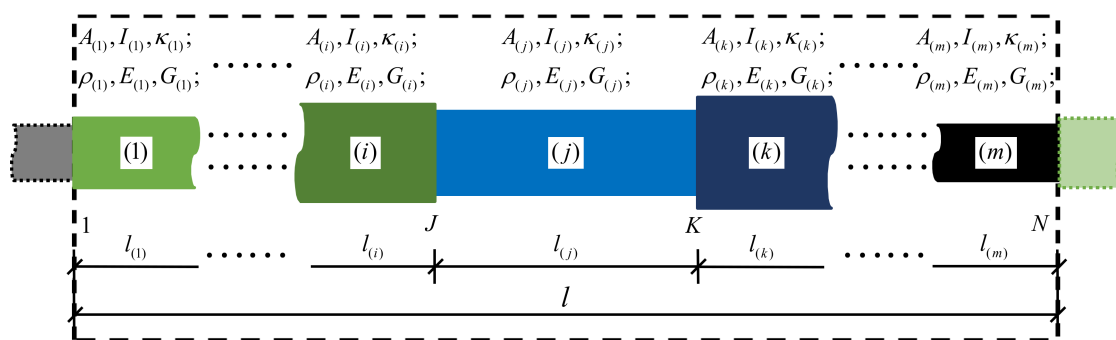 A₍₁₎, I₍₁₎, κ₍₁₎; A₍ᵢ₎, I₍ᵢ₎, κ₍ᵢ₎; A₍ⱼ₎, I₍ⱼ₎, κ₍ⱼ₎; A₍ₖ₎, I₍ₖ₎, κ₍ₖ₎; A₍ₘ₎, I₍ₘ₎, κ₍ₘ₎;
ρ₍₁₎, E₍₁₎, G₍₁₎; ρ₍ᵢ₎, E₍ᵢ₎, G₍ᵢ₎; ρ₍ⱼ₎, E₍ⱼ₎, G₍ⱼ₎; ρ₍ₖ₎, E₍ₖ₎, G₍ₖ₎; ρ₍ₘ₎, E₍ₘ₎, G₍ₘ₎;
(1) (i) (j) (k) (m)
1 J K N
l₍₁₎ l₍ᵢ₎ l₍ⱼ₎ l₍ₖ₎ l₍ₘ₎
l